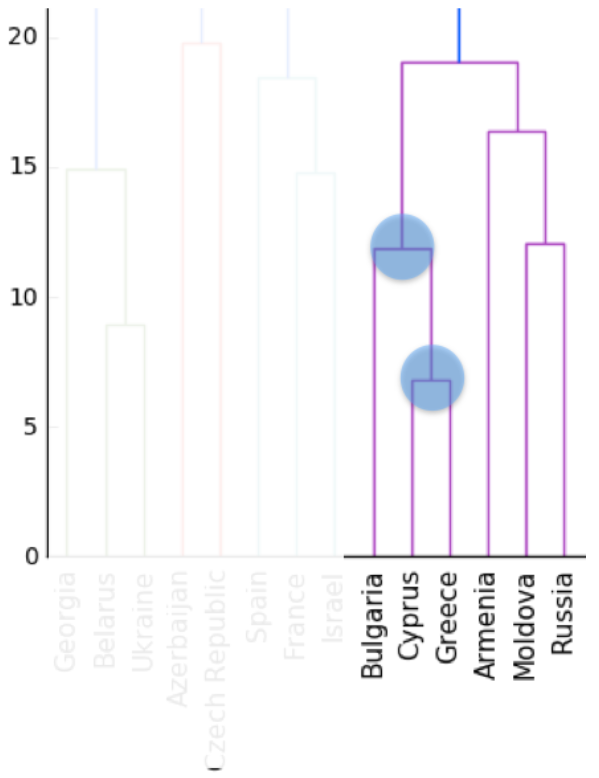 20
15
10
5
0
Georgia
Belarus
Ukraine
Azerbaijan
Czech Republic
Spain
France
Israel
Bulgaria
Cyprus
Greece
Armenia
Moldova
Russia